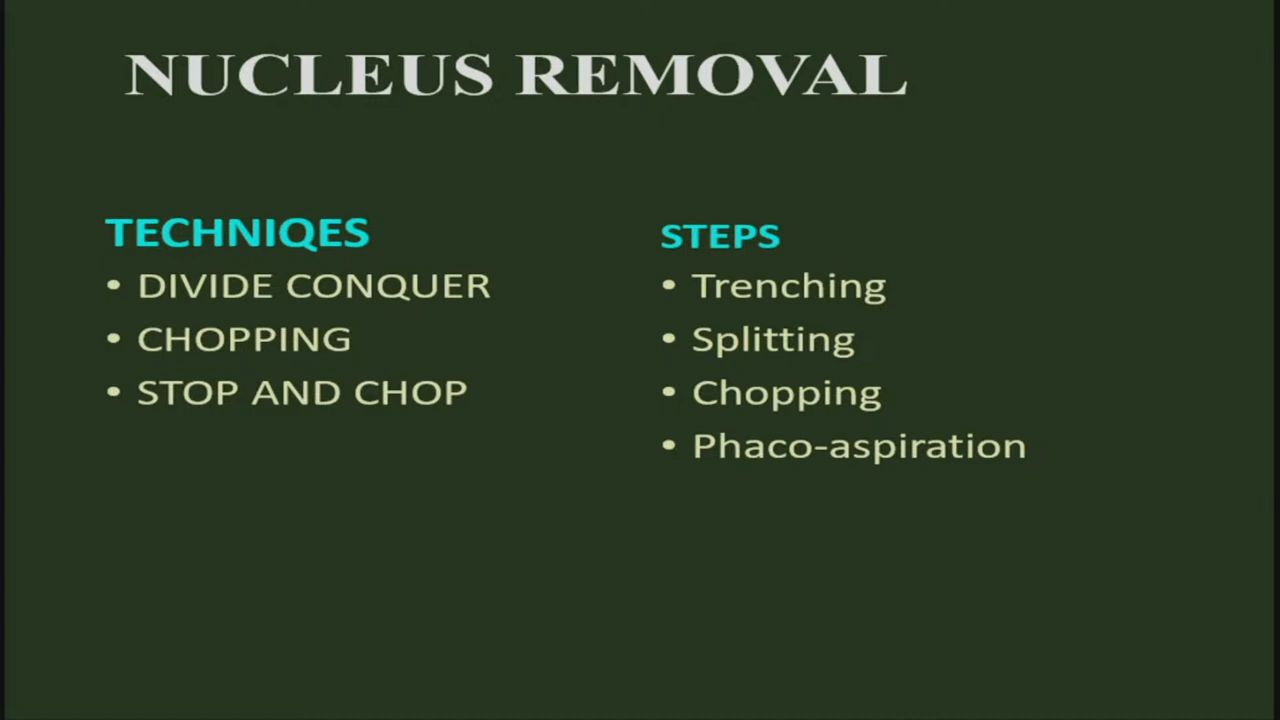 NUCLEUS REMOVAL
TECHNIQES
• DIVIDE CONQUER
• CHOPPING
• STOP AND CHOP
STEPS
• Trenching
• Splitting
• Chopping
• Phaco-aspiration